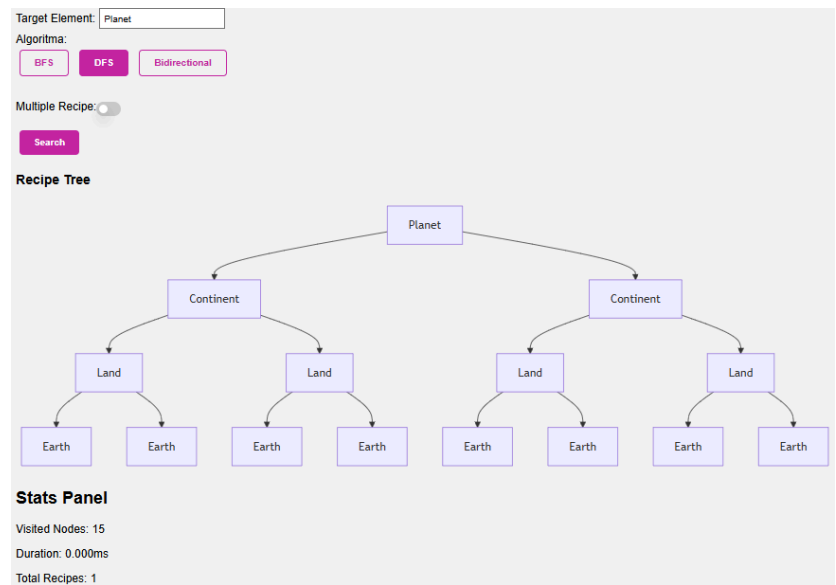 Target Element: Planet
Algoritma:
BFS DFS Bidirectional
Multiple Recipe:
Search
Recipe Tree
Planet
Continent Continent
Land Land Land Land
Earth Earth Earth Earth Earth Earth Earth Earth
Stats Panel
Visited Nodes: 15
Duration: 0.000ms
Total Recipes: 1